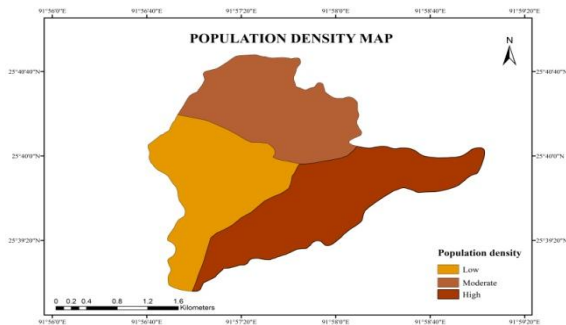 91°56'0"E 91°56'40"E 91°57'20"E 91°58'0"E 91°58'40"E 91°59'20"E
POPULATION DENSITY MAP
N
25°40'40"N 25°40'40"N
25°40'0"N 25°40'0"N
25°39'20"N 25°39'20"N
Population density
Low
Moderate
High
0 0.2 0.4 0.8 1.2 1.6
Kilometers
91°56'0"E 91°56'40"E 91°57'20"E 91°58'0"E 91°58'40"E 91°59'20"E